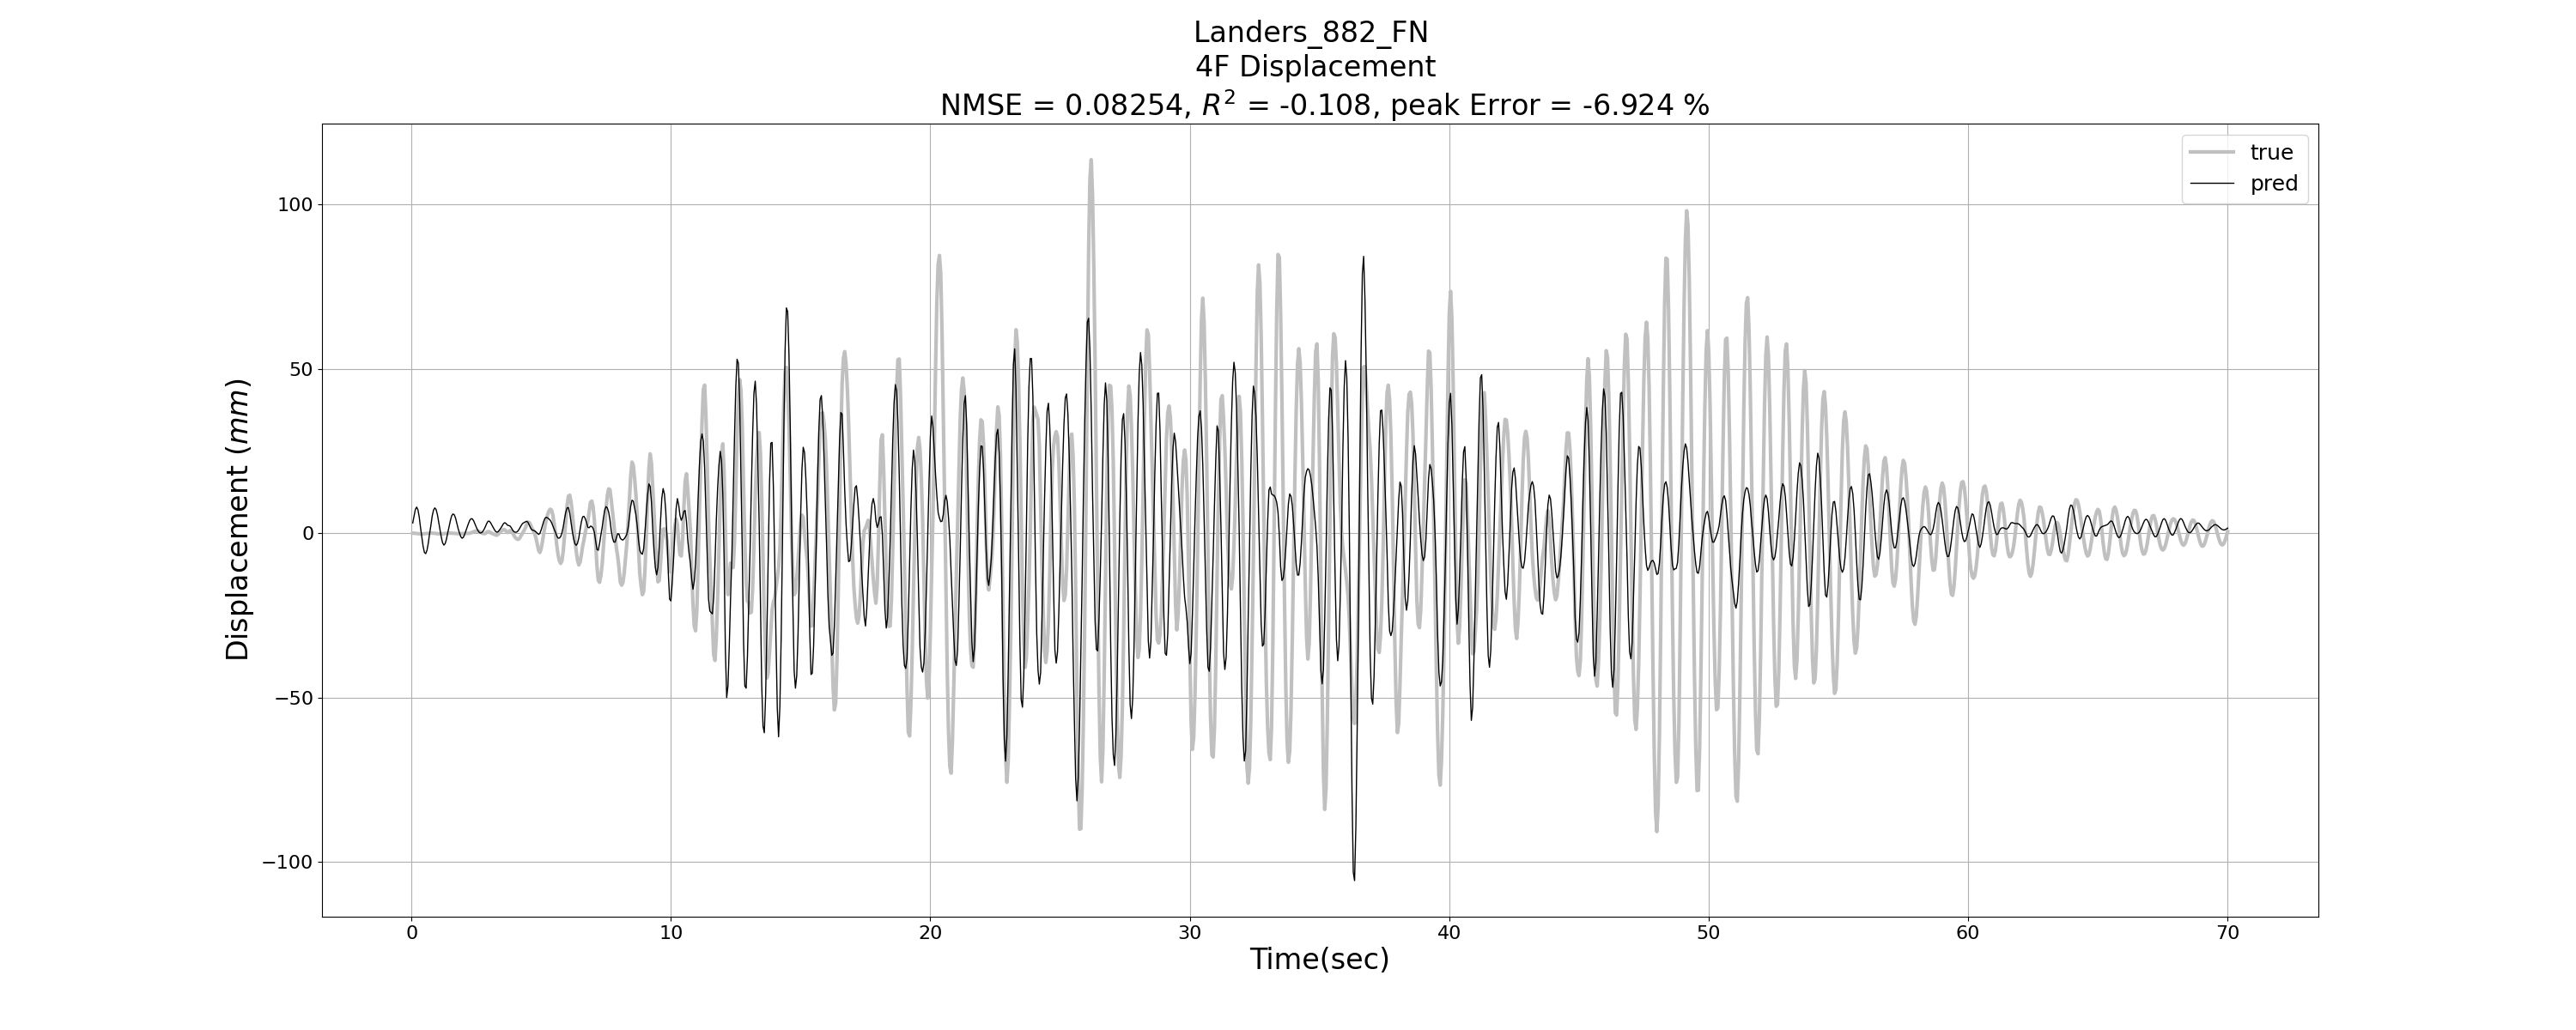 Landers_882_FN
4F Displacement
NMSE = 0.08254, R² = -0.108, peak Error = -6.924 %
true
pred
100
50
0
−50
−100
Displacement (mm)
0 10 20 30 40 50 60 70
Time(sec)